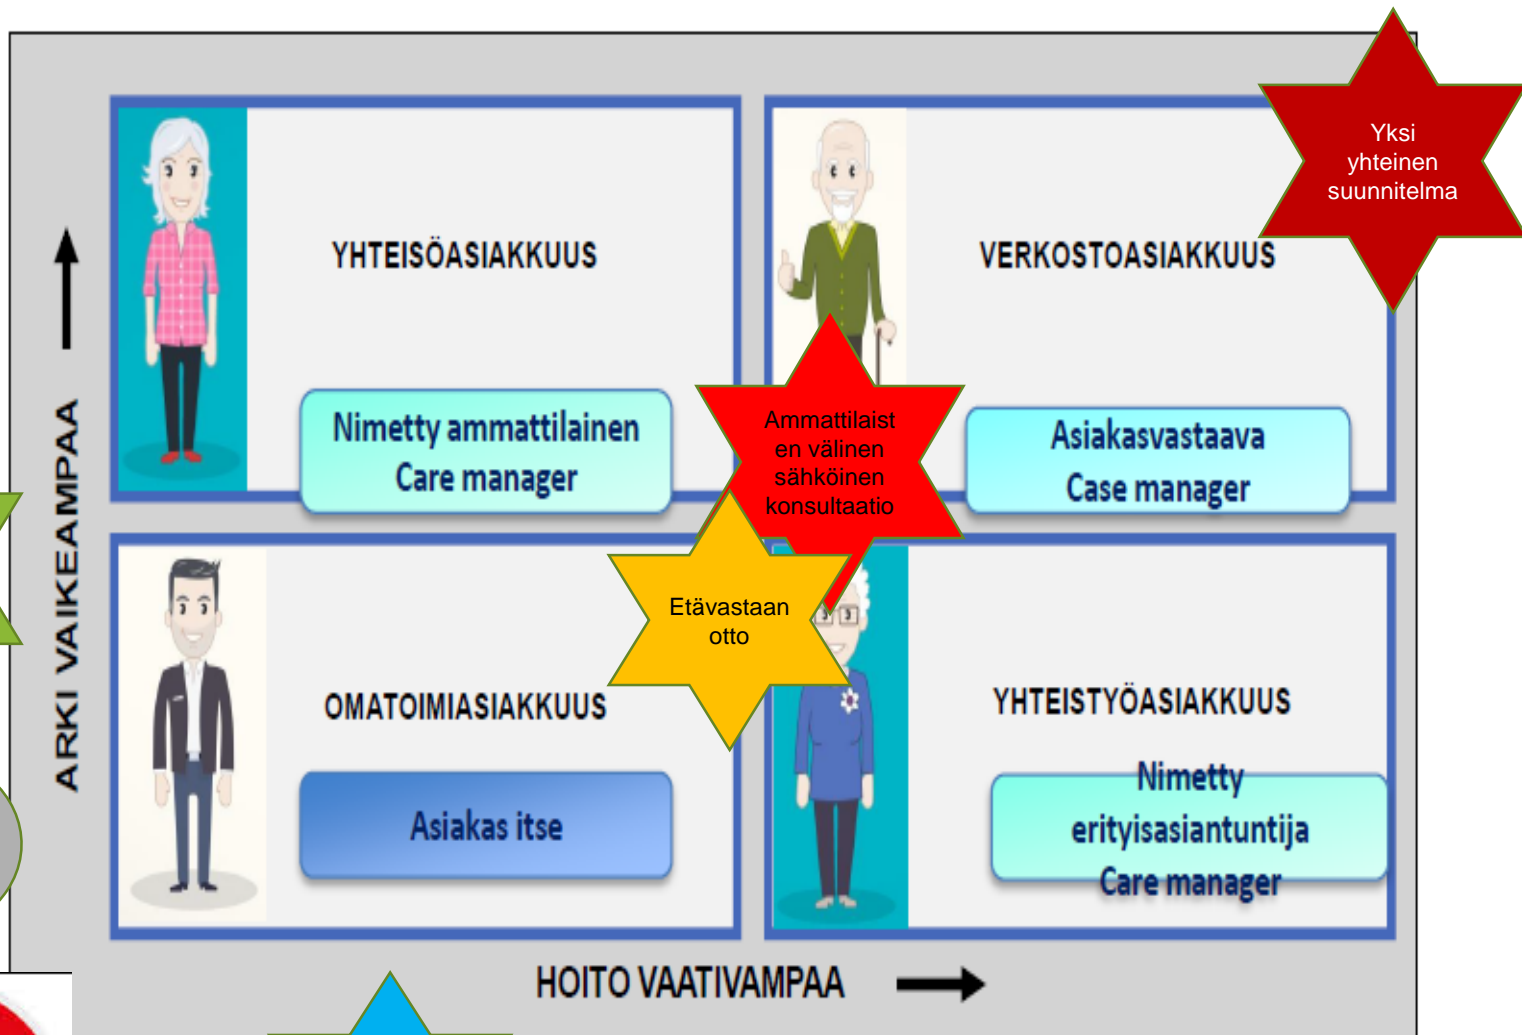 Yksi
yhteinen
suunnitelma
YHTEISÖASIAKKUUS
VERKOSTOASIAKKUUS
Nimetty ammattilainen
Care manager
Ammattilaist
en välinen
sähköinen
konsultaatio
Asiakasvastaava
Case manager
ARKI VAIKEAMPAA
Etävastaan
otto
OMATOIMIASIAKKUUS
YHTEISTYÖASIAKKUUS
Asiakas itse
Nimetty
erityisasiantuntija
Care manager
HOITO VAATIVAMPAA